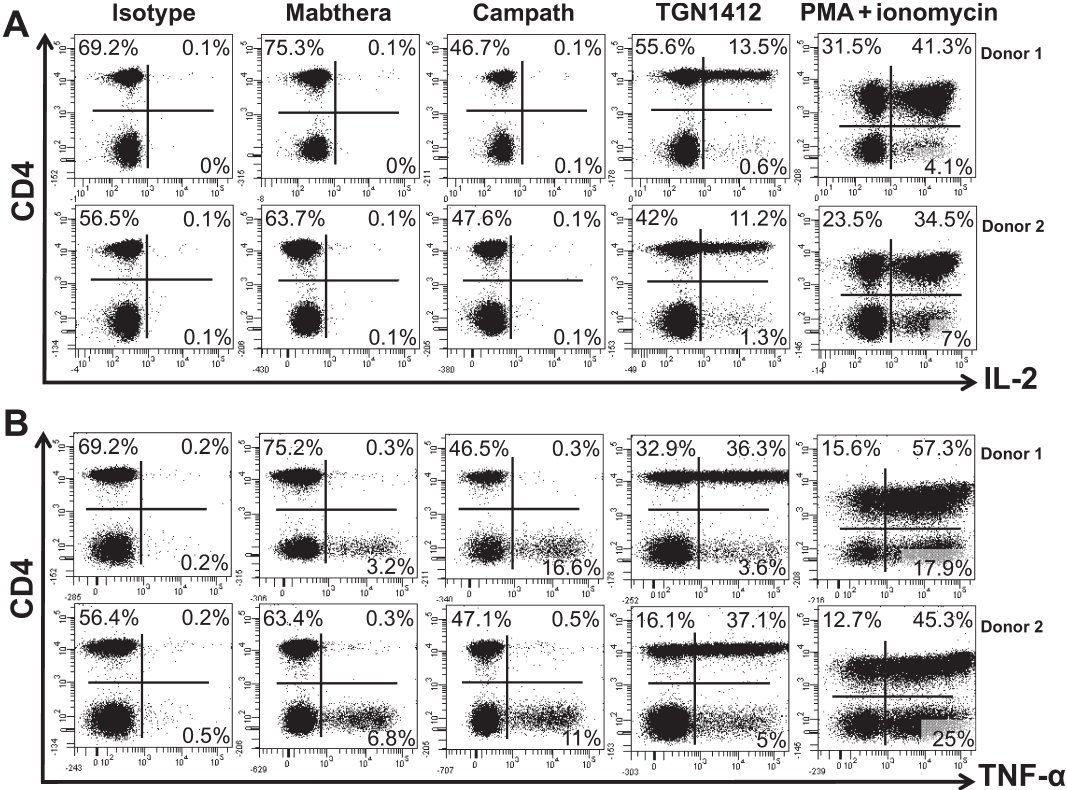 A
Isotype Mabthera Campath TGN1412 PMA + ionomycin
69.2% 0.1% 75.3% 0.1% 46.7% 0.1% 55.6% 13.5% 31.5% 41.3% Donor 1
0% 0% 0.1% 0.6% 4.1%
56.5% 0.1% 63.7% 0.1% 47.6% 0.1% 42% 11.2% 23.5% 34.5% Donor 2
0.1% 0.1% 0.1% 1.3% 7%
CD4
IL-2
B
69.2% 0.2% 75.2% 0.3% 46.5% 0.3% 32.9% 36.3% 15.6% 57.3% Donor 1
0.2% 3.2% 16.6% 3.6% 17.9%
56.4% 0.2% 63.4% 0.3% 47.1% 0.5% 16.1% 37.1% 12.7% 45.3% Donor 2
0.5% 6.8% 11% 5% 25%
CD4
TNF-α